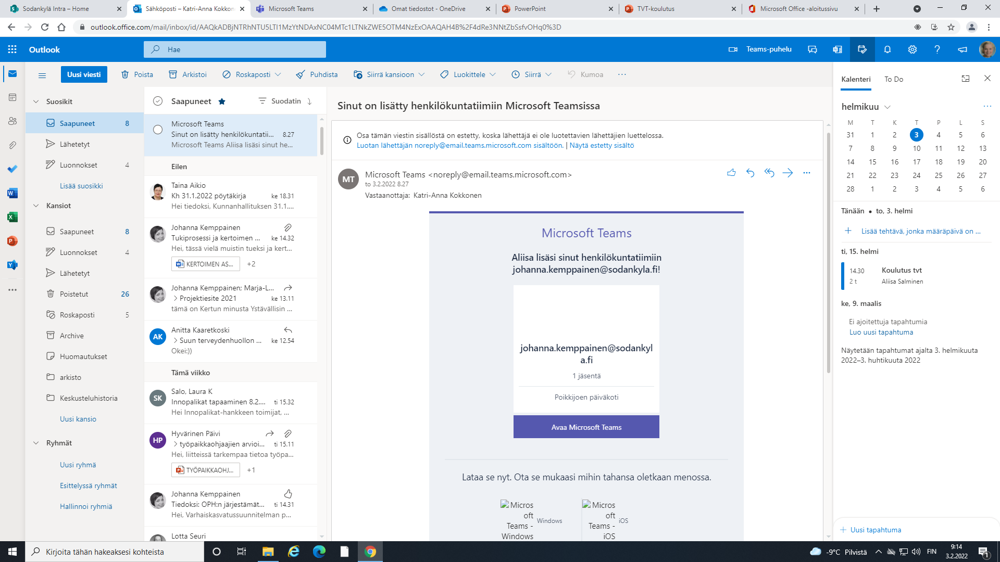 Sodankylä Intra – Home
Sähköposti – Katri-Anna Kokkon
Microsoft Teams
Omat tiedostot - OneDrive
PowerPoint
TVT-koulutus
Microsoft Office -aloitussivu
outlook.office.com/mail/inbox/id/AAQkADBjNTRhNTU5LTI1MzYtNDAxNC04MTc1LTNkZWE5OTM4NzExOAAQAH4B%2F4dRe3NNtZbSsfvOHq0%3D
Outlook
Hae
Teams-puhelu
Uusi viesti
Poista
Arkistoi
Roskaposti
Puhdista
Siirrä kansioon
Luokittele
Siirrä
Kumoa
Suosikit
Saapuneet 8
Lähetetyt
Luonnokset 4
Lisää suosikki
Kansiot
Saapuneet 8
Luonnokset 4
Lähetetyt
Poistetut 26
Roskaposti 5
Archive
Huomautukset
arkisto
Keskusteluhistoria
Uusi kansio
Ryhmät
Uusi ryhmä
Esittelyssä ryhmät
Hallinnoi ryhmiä
Saapuneet
Suodatin
Microsoft Teams
Sinut on lisätty henkilökuntatii... 8.27
Microsoft Teams Aliisa lisäsi sinut he...
Eilen
Taina Aikio
Kh 31.1.2022 pöytäkirja ke 18.31
Hei tiedoksi, Kunnanhallituksen 31.1....
Johanna Kemppainen
Tukiprosessi ja kertoimen ... ke 14.32
Hei, tässä vielä muistin tueksi ja kert...
KERTOIMEN AS... +2
Johanna Kemppainen; Marja-L...
Projektiesite 2021 ke 13.11
tämä on Kertun minusta Ystävällisin ...
AK
Anitta Kaaretkoski
Suun terveydenhuollon ... ke 12.54
Okei:))
Tämä viikko
SK
Salo, Laura K
Innopalikat tapaaminen 8.2.... ti 15.32
Hei Innopalikat-hankkeen toimijat, ...
HP
Hyvärinen Päivi
työpaikkaohjaajien arvioi... ti 15.11
Hei, liitteissä tarkempaa tietoa työpa...
TYÖPAIKKAOHJ... +1
Johanna Kemppainen
Tiedoksi: OPH:n järjestämät... ti 14.31
Hei, Varhaiskasvatussuunnitelman p...
Lotta Seuri
Sinut on lisätty henkilökuntatiimiin Microsoft Teamsissa
Osa tämän viestin sisällöstä on estetty, koska lähettäjä ei ole luotettavien lähettäjien luettelossa.
Luotan lähettäjän noreply@email.teams.microsoft.com sisältöön. | Näytä estetty sisältö
MT
Microsoft Teams <noreply@email.teams.microsoft.com>
to 3.2.2022 8.27
Vastaanottaja: Katri-Anna Kokkonen
Microsoft Teams
Aliisa lisäsi sinut henkilökuntatiimiin
johanna.kemppainen@sodankyla.fi!
johanna.kemppainen@sodankyl
a.fi
1 jäsentä
Poikkijoen päiväkoti
Avaa Microsoft Teams
Lataa se nyt. Ota se mukaasi mihin tahansa oletkaan menossa.
Micros
oft
Teams -
Windows
Windows
Micros
oft
Teams -
iOS
iOS
Kalenteri
To Do
helmikuu
M T K T P L S
31 1 2 3 4 5 6
7 8 9 10 11 12 13
14 15 16 17 18 19 20
21 22 23 24 25 26 27
28 1 2 3 4 5 6
Tänään • to, 3. helmi
Lisää tehtävä, jonka määräpäivä on ...
ti, 15. helmi
14.30 Koulutus tvt
2 t Aliisa Salminen
ke, 9. maalis
Ei ajoitettuja tapahtumia
Luo uusi tapahtuma
Näytetään tapahtumat ajalta 3. helmikuuta
2022–3. huhtikuuta 2022
Uusi tapahtuma
Kirjoita tähän hakeaksesi kohteista
-9°C Pilvistä
FIN
9:14
3.2.2022
1